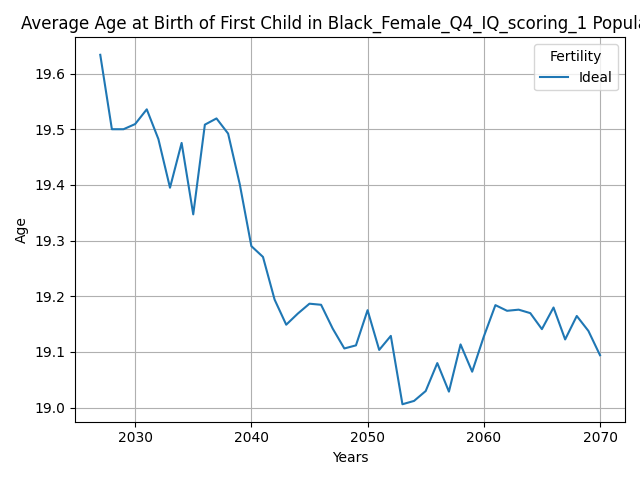 Average Age at Birth of First Child in Black_Female_Q4_IQ_scoring_1 Popula
Fertility
Ideal
19.6
19.5
19.4
19.3
19.2
19.1
19.0
Age
2030 2040 2050 2060 2070
Years